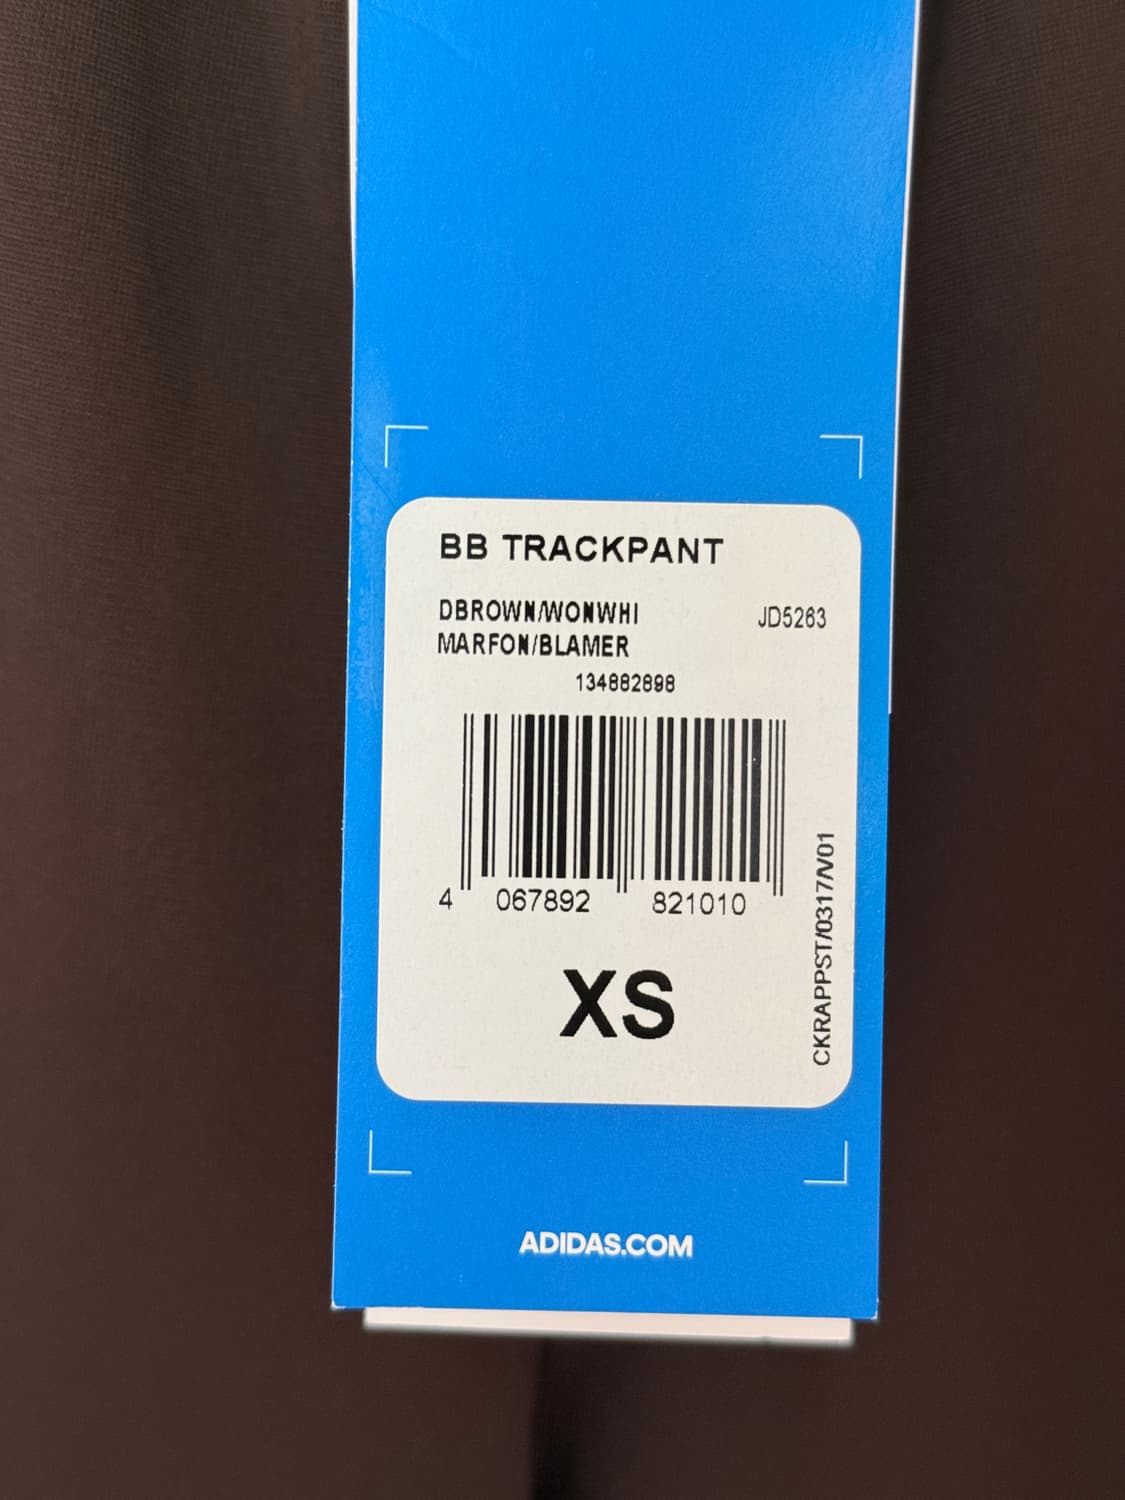 BB TRACKPANT
DBROWN/WONWHI
JD5263
MARFON/BLAMER
134882898
4 067892 821010
CKRAPPST/0317/V01
XS
ADIDAS.COM